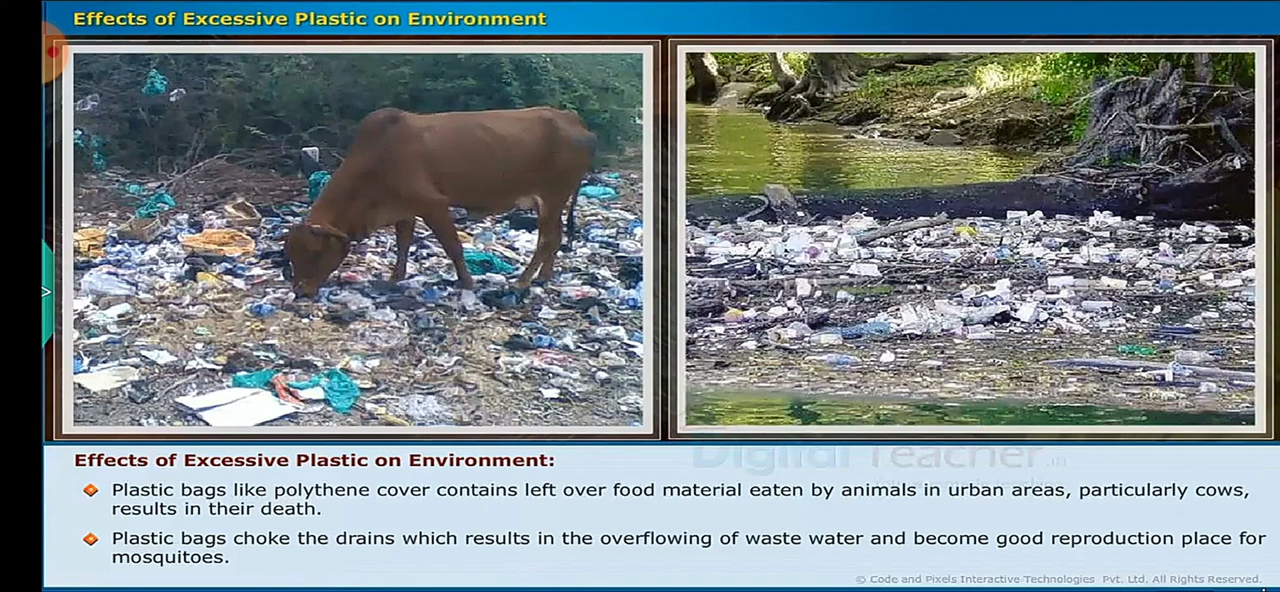 Effects of Excessive Plastic on Environment
Effects of Excessive Plastic on Environment:
Digital Teacher.in
Plastic bags like polythene cover contains left over food material eaten by animals in urban areas, particularly cows,
results in their death.
Plastic bags choke the drains which results in the overflowing of waste water and become good reproduction place for
mosquitoes.
© Code and Pixels Interactive Technologies Pvt. Ltd. All Rights Reserved.